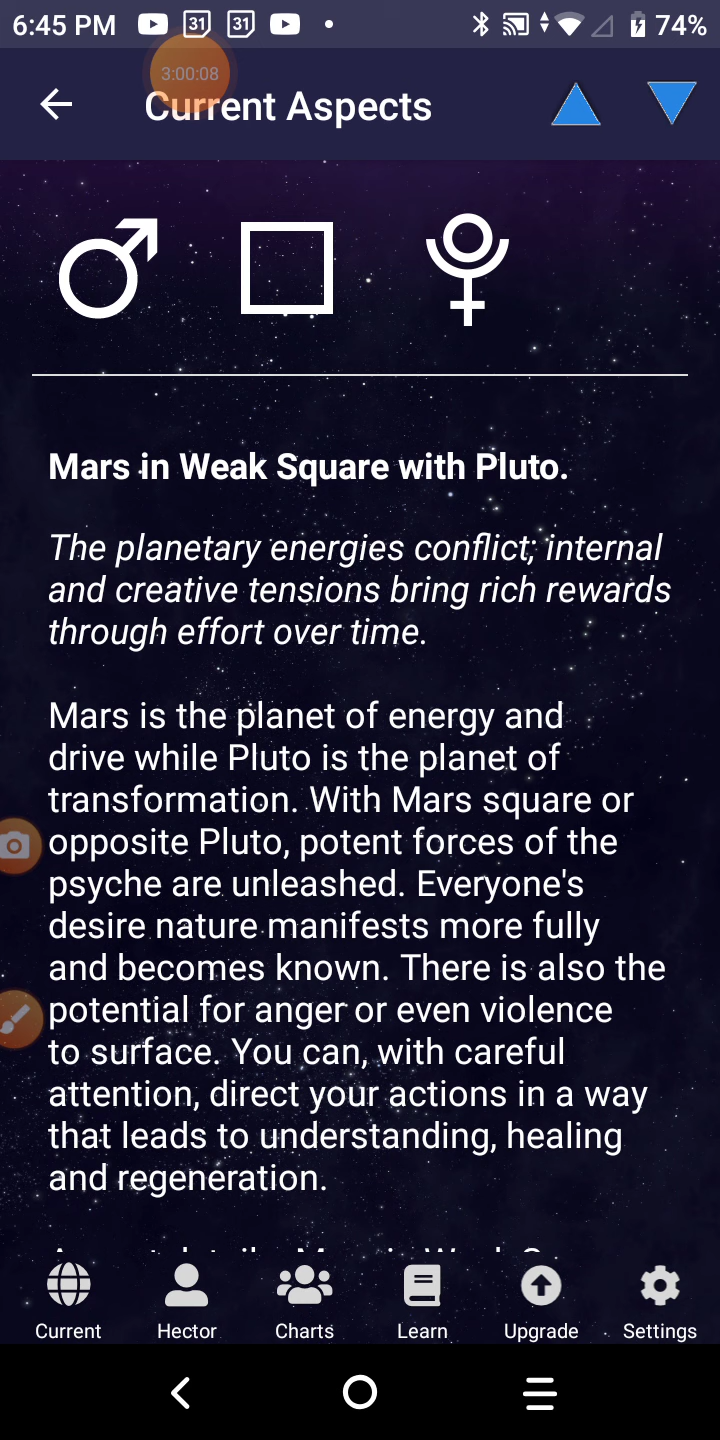 6:45 PM
31
31
74%
3:00:08
Current Aspects
Mars in Weak Square with Pluto.
The planetary energies conflict; internal
and creative tensions bring rich rewards
through effort over time.
Mars is the planet of energy and
drive while Pluto is the planet of
transformation. With Mars square or
opposite Pluto, potent forces of the
psyche are unleashed. Everyone's
desire nature manifests more fully
and becomes known. There is also the
potential for anger or even violence
to surface. You can, with careful
attention, direct your actions in a way
that leads to understanding, healing
and regeneration.
Current
Hector
Charts
Learn
Upgrade
Settings